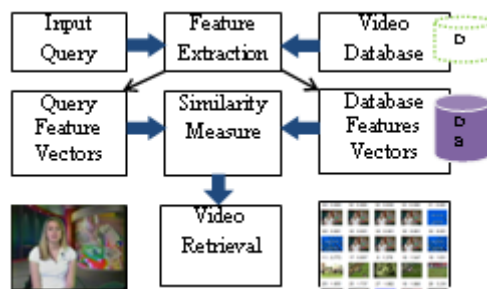 Input
Query
Feature
Extraction
Video
Database
D
Query
Feature
Vectors
Similarity
Measure
Database
Features
Vectors
D
a
Video
Retrieval